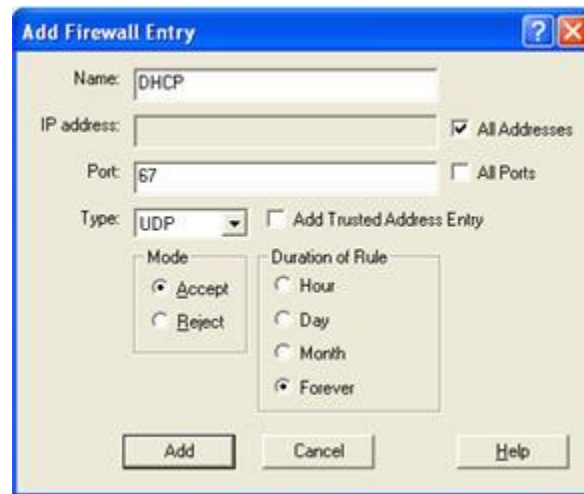 Add Firewall Entry
Name: DHCP
IP address: All Addresses
Port: 67 All Ports
Type: UDP Add Trusted Address Entry
Mode
Accept
Reject
Duration of Rule
Hour
Day
Month
Forever
Add Cancel Help